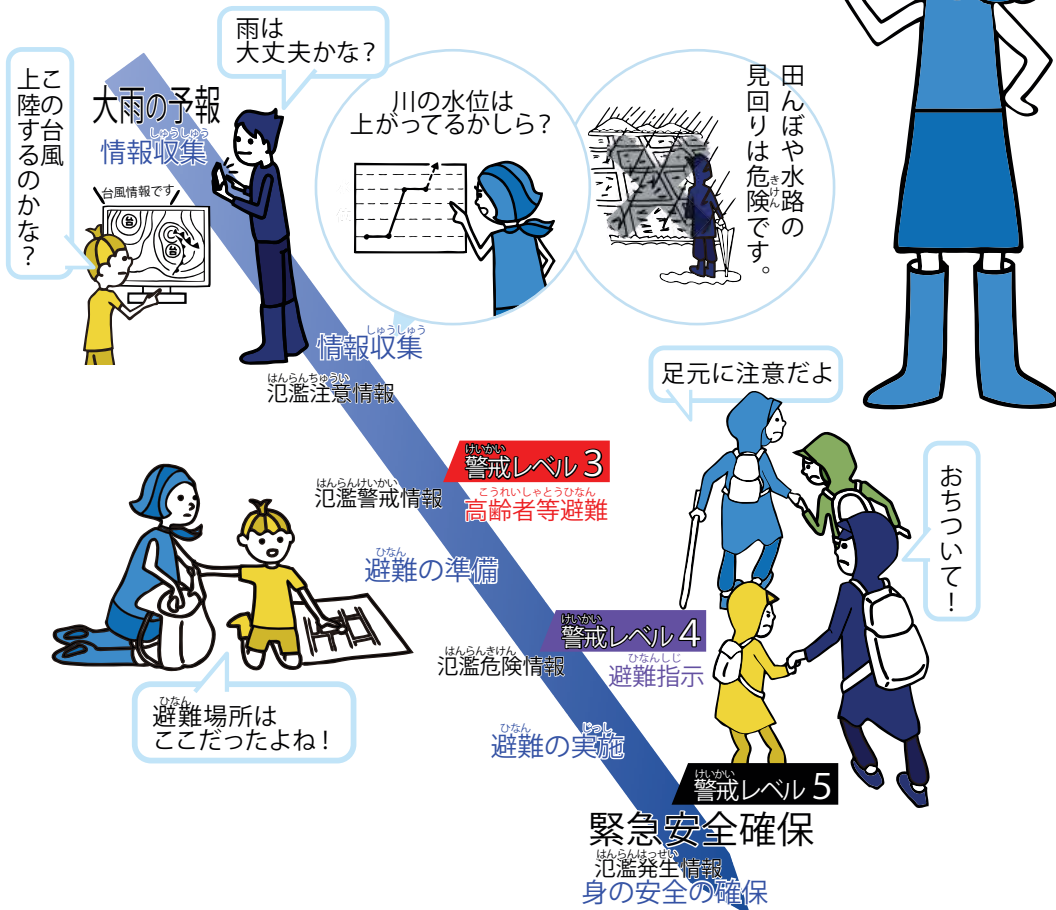 雨は
大丈夫かな？
この台風
上陸するのかな？
大雨の予報
しゅうしゅう
情報収集
台風情報です
台
台
川の水位は
上がってるかしら？
田んぼや水路の
見回りは危険です。
きけん
しゅうしゅう
情報収集
はんらんちゅうい
氾濫注意情報
足元に注意だよ
けいかい
警戒レベル 3
こうれいしゃとうひなん
高齢者等避難
はんらんけいかい
氾濫警戒情報
おちついて！
ひなん
避難の準備
けいかい
警戒レベル 4
ひなんしじ
避難指示
はんらんきけん
氾濫危険情報
ひなん
避難場所は
ここだったよね！
ひなん じっし
避難の実施
けいかい
警戒レベル 5
緊急安全確保
はんらんはっせい
氾濫発生情報
身の安全の確保